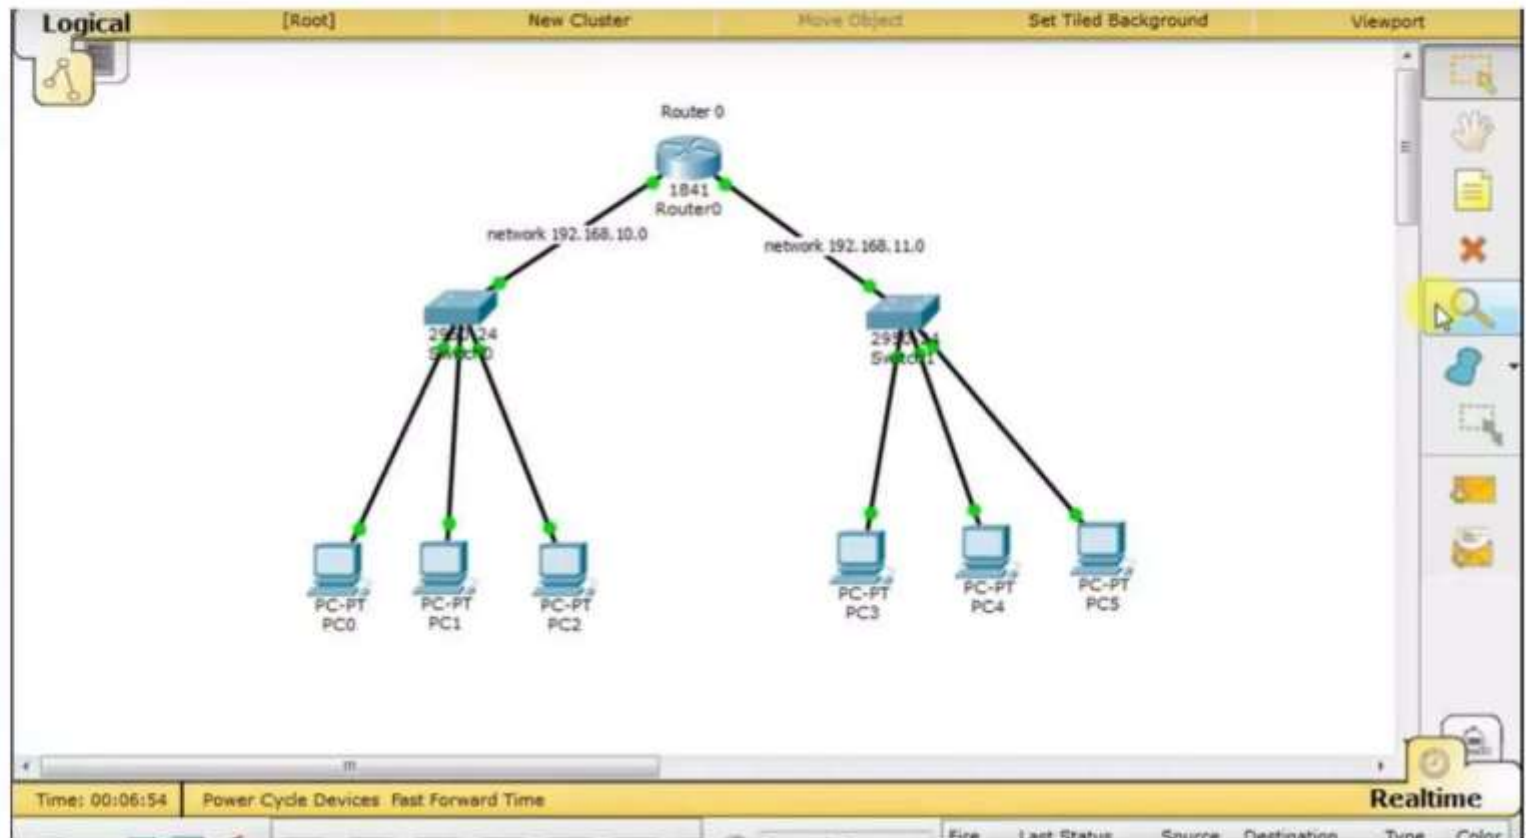 Logical [Root] New Cluster Move Object Set Tiled Background Viewport
Router 0
1841
Router0
network 192.168.10.0
network 192.168.11.0
24
PC-PT
PC0
PC-PT
PC1
PC-PT
PC2
PC-PT
PC3
PC-PT
PC4
PC-PT
PC5
Time: 00:06:54 Power Cycle Devices Fast Forward Time Realtime
Fire Last Status Source Destination Type Color